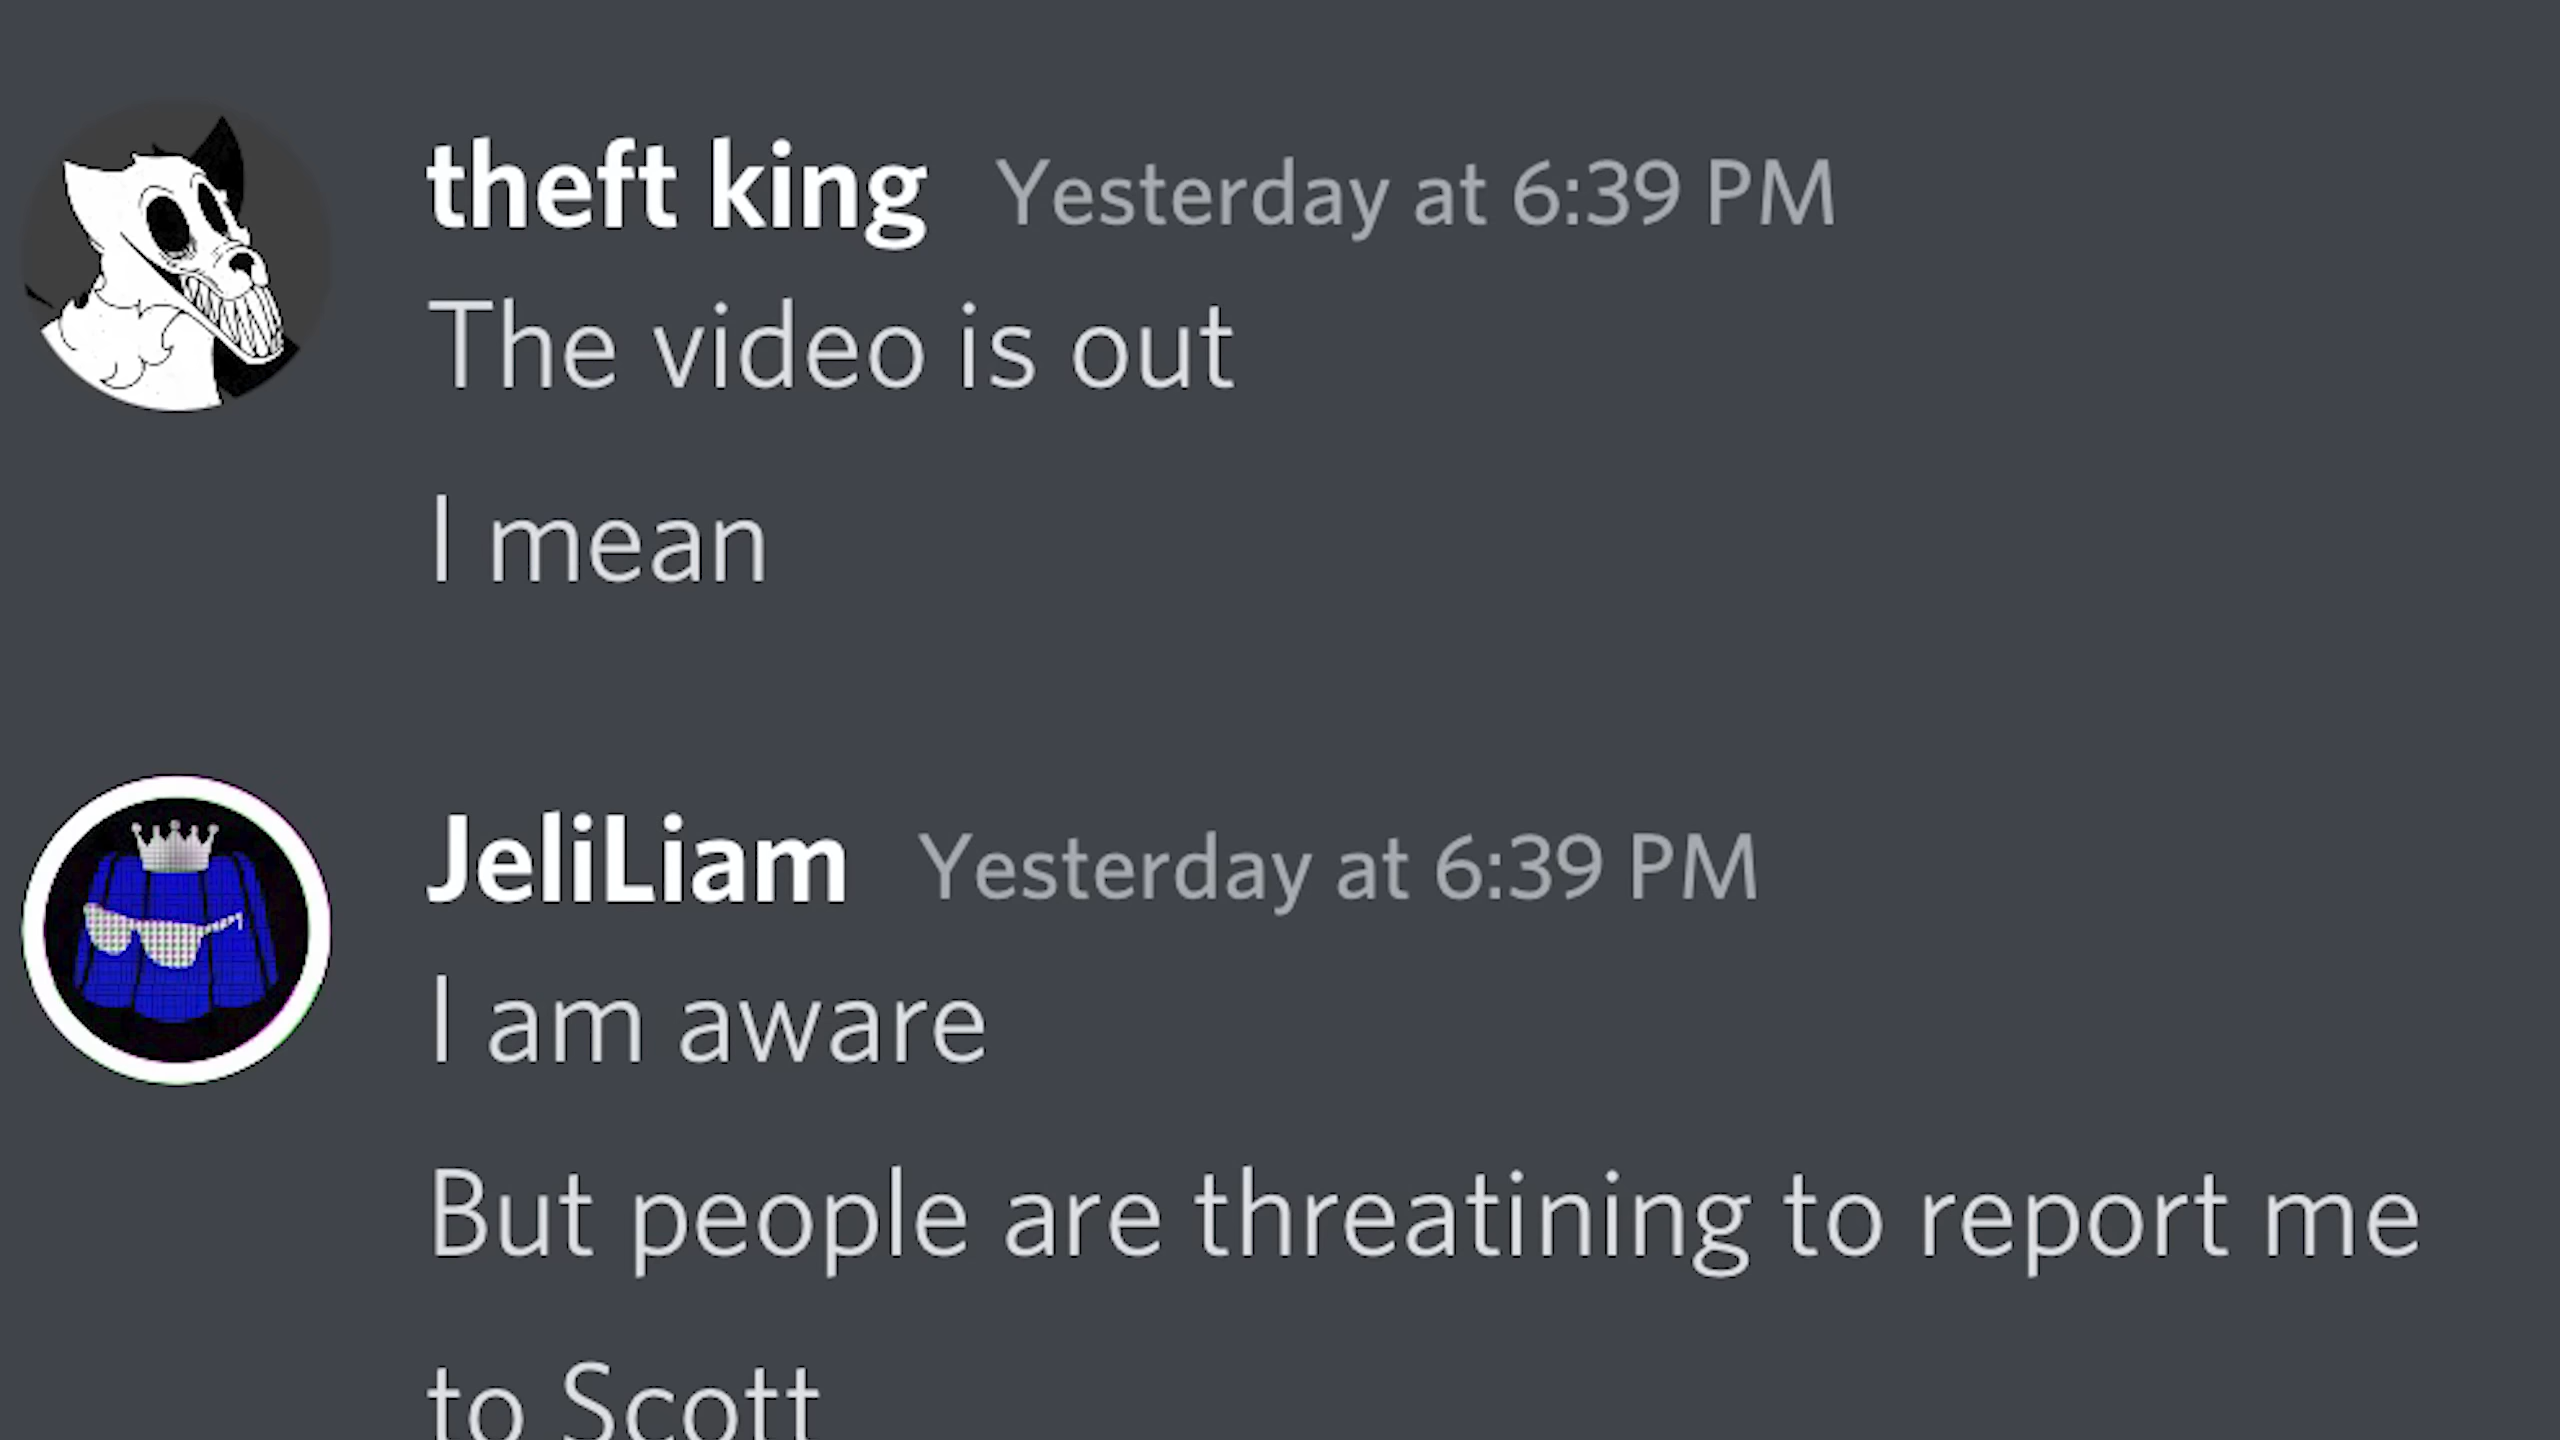 theft king Yesterday at 6:39 PM
The video is out
I mean
JeliLiam Yesterday at 6:39 PM
I am aware
But people are threatining to report me
to Scott